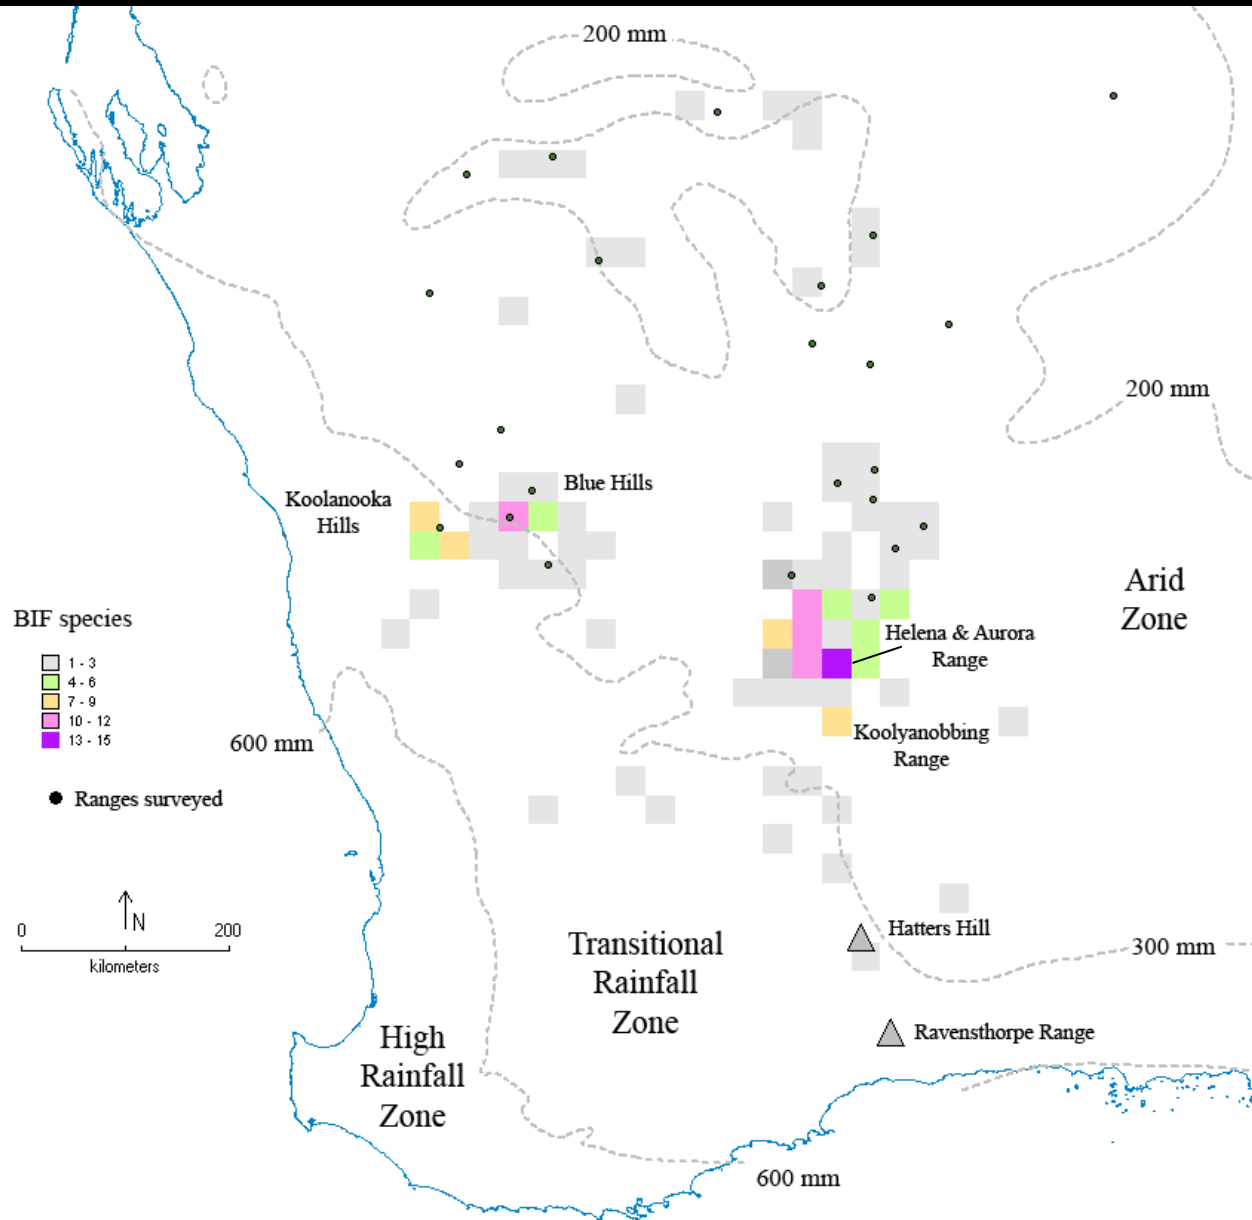 200 mm
200 mm
Blue Hills
Koolanooka
Hills
Arid
Zone
BIF species
1 - 3
4 - 6
7 - 9
10 - 12
13 - 15
Helena & Aurora
Range
Koolyanobbing
Range
600 mm
Ranges surveyed
N
0 200
kilometers
Hatters Hill
300 mm
Transitional
Rainfall
Zone
High
Rainfall
Zone
Ravensthorpe Range
600 mm